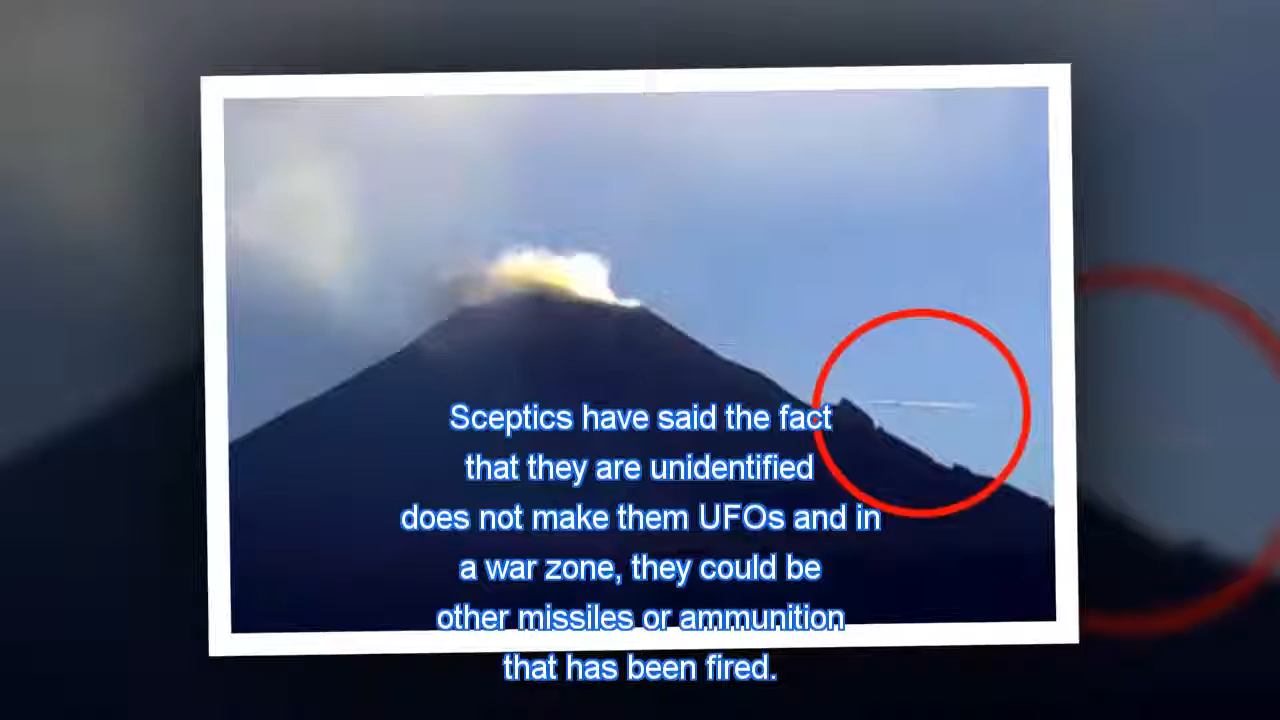 Sceptics have said the fact
that they are unidentified
does not make them UFOs and in
a war zone, they could be
other missiles or ammunition
that has been fired.